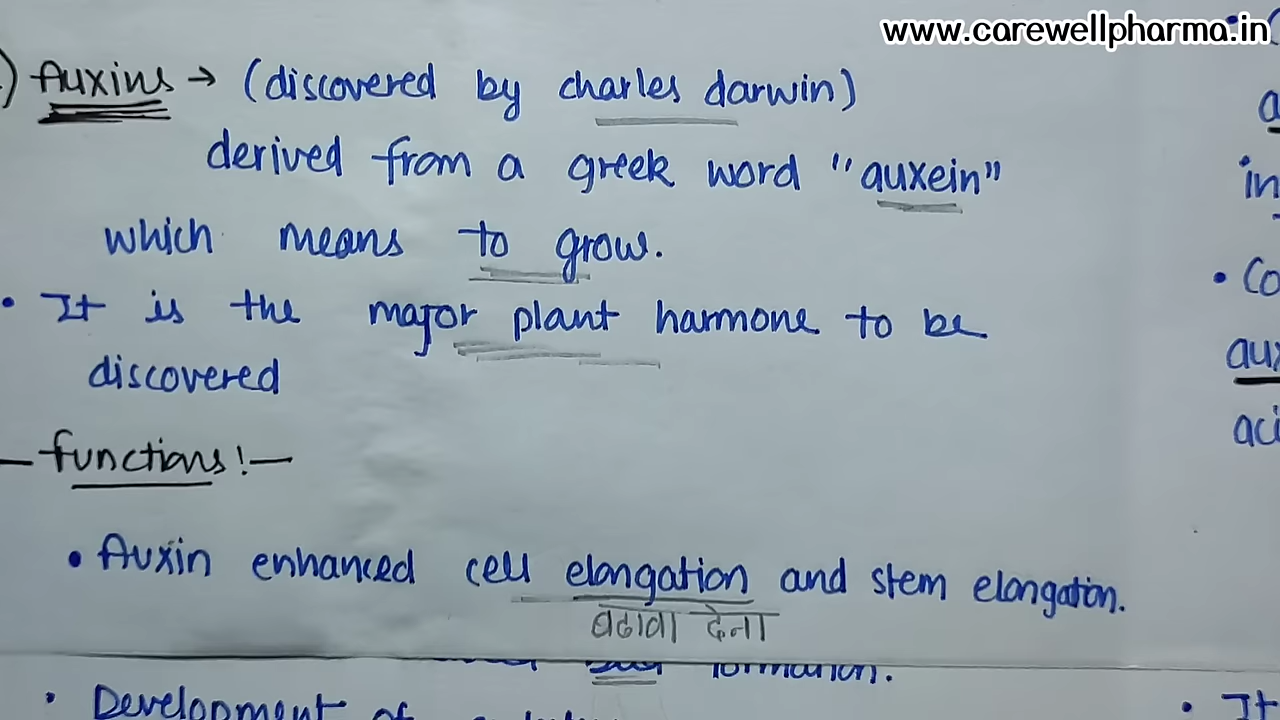 www.carewellpharma.in
) Auxins → (discovered by charles darwin)
derived from a greek word "auxein"
which means to grow.
• It is the major plant harmone to be
discovered
— functions!—
• Auxin enhanced cell elongation and stem elongation.
बढावा देना
formation.
• Development of
a
in
• Co
aux
aci
• It